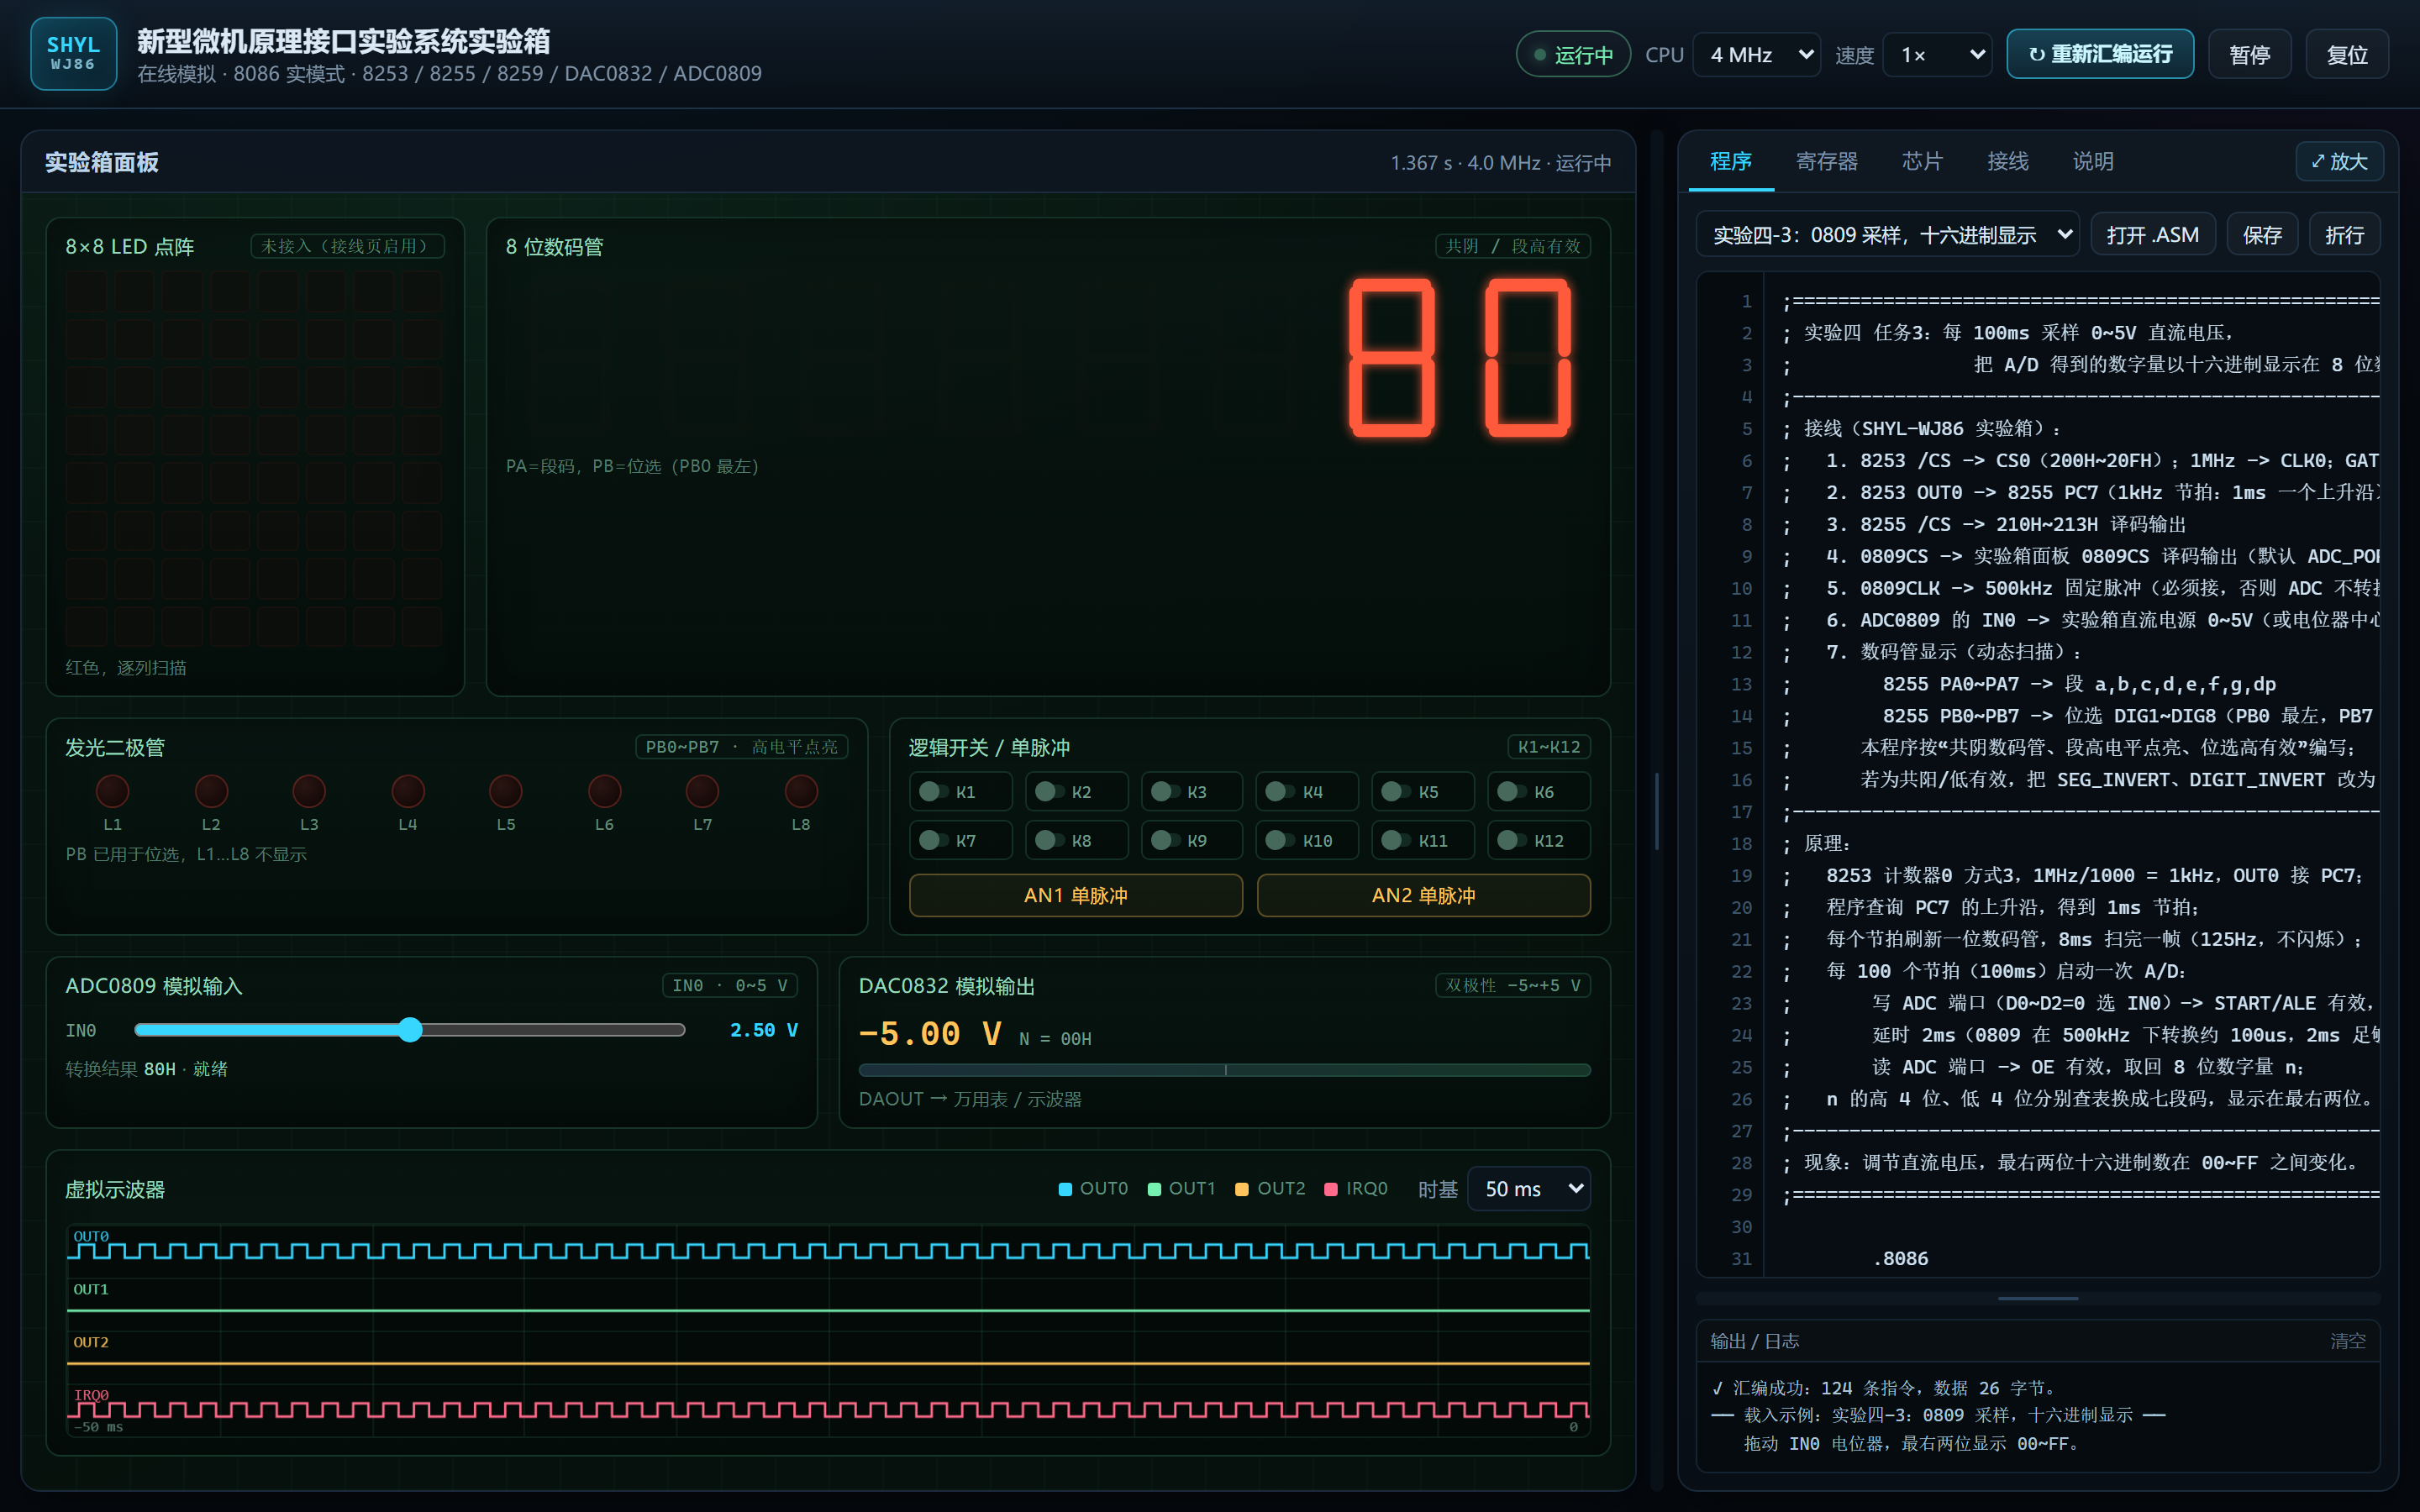 SHYL
WJ86
新型微机原理接口实验系统实验箱
在线模拟 · 8086 实模式 · 8253 / 8255 / 8259 / DAC0832 / ADC0809
运行中
CPU
4 MHz
速度
1×
↻ 重新汇编运行
暂停
复位
实验箱面板
1.367 s · 4.0 MHz · 运行中
8×8 LED 点阵
未接入（接线页启用）
红色，逐列扫描
8 位数码管
共阴 / 段高有效
80
PA=段码，PB=位选（PB0 最左）
发光二极管
PB0~PB7 · 高电平点亮
L1 L2 L3 L4 L5 L6 L7 L8
PB 已用于位选，L1…L8 不显示
逻辑开关 / 单脉冲
K1~K12
K1 K2 K3 K4 K5 K6
K7 K8 K9 K10 K11 K12
AN1 单脉冲
AN2 单脉冲
ADC0809 模拟输入
IN0 · 0~5 V
IN0
2.50 V
转换结果 80H · 就绪
DAC0832 模拟输出
双极性 −5~+5 V
−5.00 V N = 00H
DAOUT → 万用表 / 示波器
虚拟示波器
OUT0 OUT1 OUT2 IRQ0
时基
50 ms
OUT0
OUT1
OUT2
IRQ0
−50 ms
0
程序
寄存器
芯片
接线
说明
⤢ 放大
实验四-3：0809 采样，十六进制显示
打开 .ASM
保存
折行
1 ;=====================================================
2 ; 实验四 任务3：每 100ms 采样 0~5V 直流电压，
3 ; 把 A/D 得到的数字量以十六进制显示在 8 位
4 ;-----------------------------------------------------
5 ; 接线（SHYL-WJ86 实验箱）：
6 ; 1. 8253 /CS -> CS0（200H~20FH）；1MHz -> CLK0；GAT
7 ; 2. 8253 OUT0 -> 8255 PC7（1kHz 节拍：1ms 一个上升沿
8 ; 3. 8255 /CS -> 210H~213H 译码输出
9 ; 4. 0809CS -> 实验箱面板 0809CS 译码输出（默认 ADC_POR
10 ; 5. 0809CLK -> 500kHz 固定脉冲（必须接，否则 ADC 不转
11 ; 6. ADC0809 的 IN0 -> 实验箱直流电源 0~5V（或电位器中
12 ; 7. 数码管显示（动态扫描）：
13 ; 8255 PA0~PA7 -> 段 a,b,c,d,e,f,g,dp
14 ; 8255 PB0~PB7 -> 位选 DIG1~DIG8（PB0 最左，PB7
15 ; 本程序按“共阴数码管、段高电平点亮、位选高有效”编写；
16 ; 若为共阳/低有效，把 SEG_INVERT、DIGIT_INVERT 改为
17 ;-----------------------------------------------------
18 ; 原理：
19 ; 8253 计数器0 方式3，1MHz/1000 = 1kHz，OUT0 接 PC7；
20 ; 程序查询 PC7 的上升沿，得到 1ms 节拍；
21 ; 每个节拍刷新一位数码管，8ms 扫完一帧（125Hz，不闪烁）；
22 ; 每 100 个节拍（100ms）启动一次 A/D：
23 ; 写 ADC 端口（D0~D2=0 选 IN0）-> START/ALE 有效，
24 ; 延时 2ms（0809 在 500kHz 下转换约 100us，2ms 足
25 ; 读 ADC 端口 -> OE 有效，取回 8 位数字量 n；
26 ; n 的高 4 位、低 4 位分别查表换成七段码，显示在最右两位。
27 ;-----------------------------------------------------
28 ; 现象：调节直流电压，最右两位十六进制数在 00~FF 之间变化。
29 ;=====================================================
30
31 .8086
输出 / 日志
清空
✓ 汇编成功：124 条指令，数据 26 字节。
── 载入示例：实验四-3：0809 采样，十六进制显示 ──
拖动 IN0 电位器，最右两位显示 00~FF。